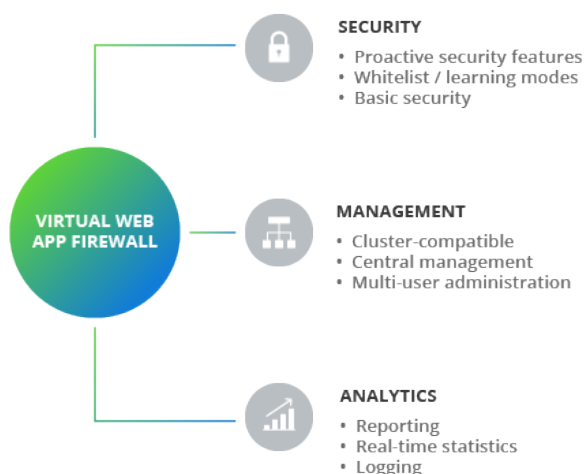 SECURITY
• Proactive security features
• Whitelist / learning modes
• Basic security
VIRTUAL WEB
APP FIREWALL
MANAGEMENT
• Cluster-compatible
• Central management
• Multi-user administration
ANALYTICS
• Reporting
• Real-time statistics
• Logging